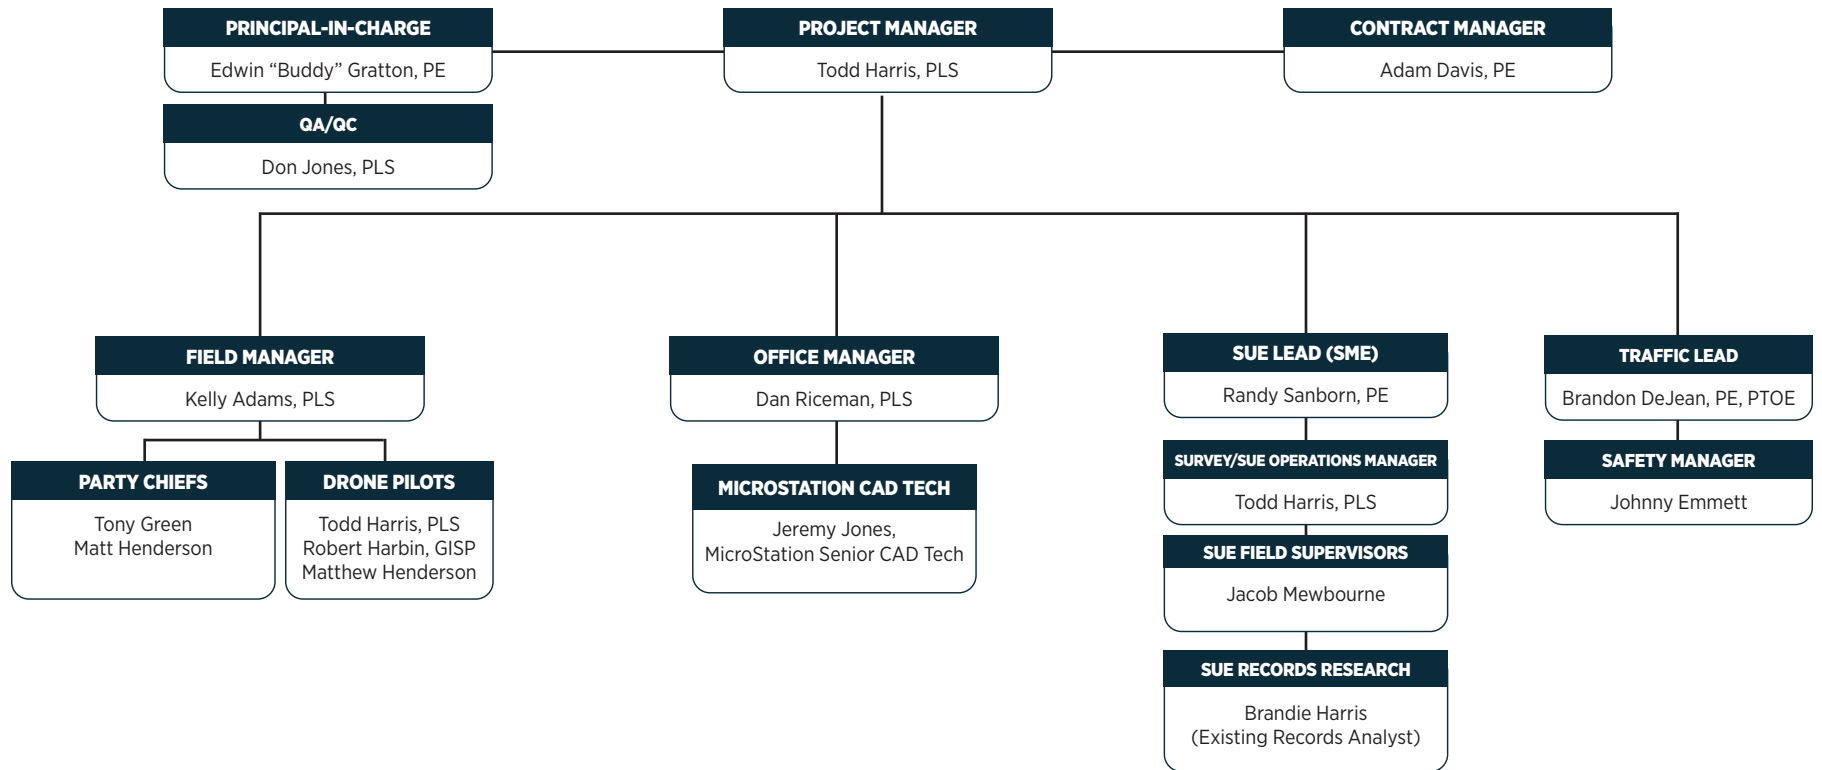 PRINCIPAL-IN-CHARGE
Edwin “Buddy” Gratton, PE
PROJECT MANAGER
Todd Harris, PLS
CONTRACT MANAGER
Adam Davis, PE
QA/QC
Don Jones, PLS
FIELD MANAGER
Kelly Adams, PLS
PARTY CHIEFS
Tony Green
Matt Henderson
DRONE PILOTS
Todd Harris, PLS
Robert Harbin, GISP
Matthew Henderson
OFFICE MANAGER
Dan Riceman, PLS
MICROSTATION CAD TECH
Jeremy Jones,
MicroStation Senior CAD Tech
SUE LEAD (SME)
Randy Sanborn, PE
SURVEY/SUE OPERATIONS MANAGER
Todd Harris, PLS
SUE FIELD SUPERVISORS
Jacob Mewbourne
SUE RECORDS RESEARCH
Brandie Harris
(Existing Records Analyst)
TRAFFIC LEAD
Brandon DeJean, PE, PTOE
SAFETY MANAGER
Johnny Emmett